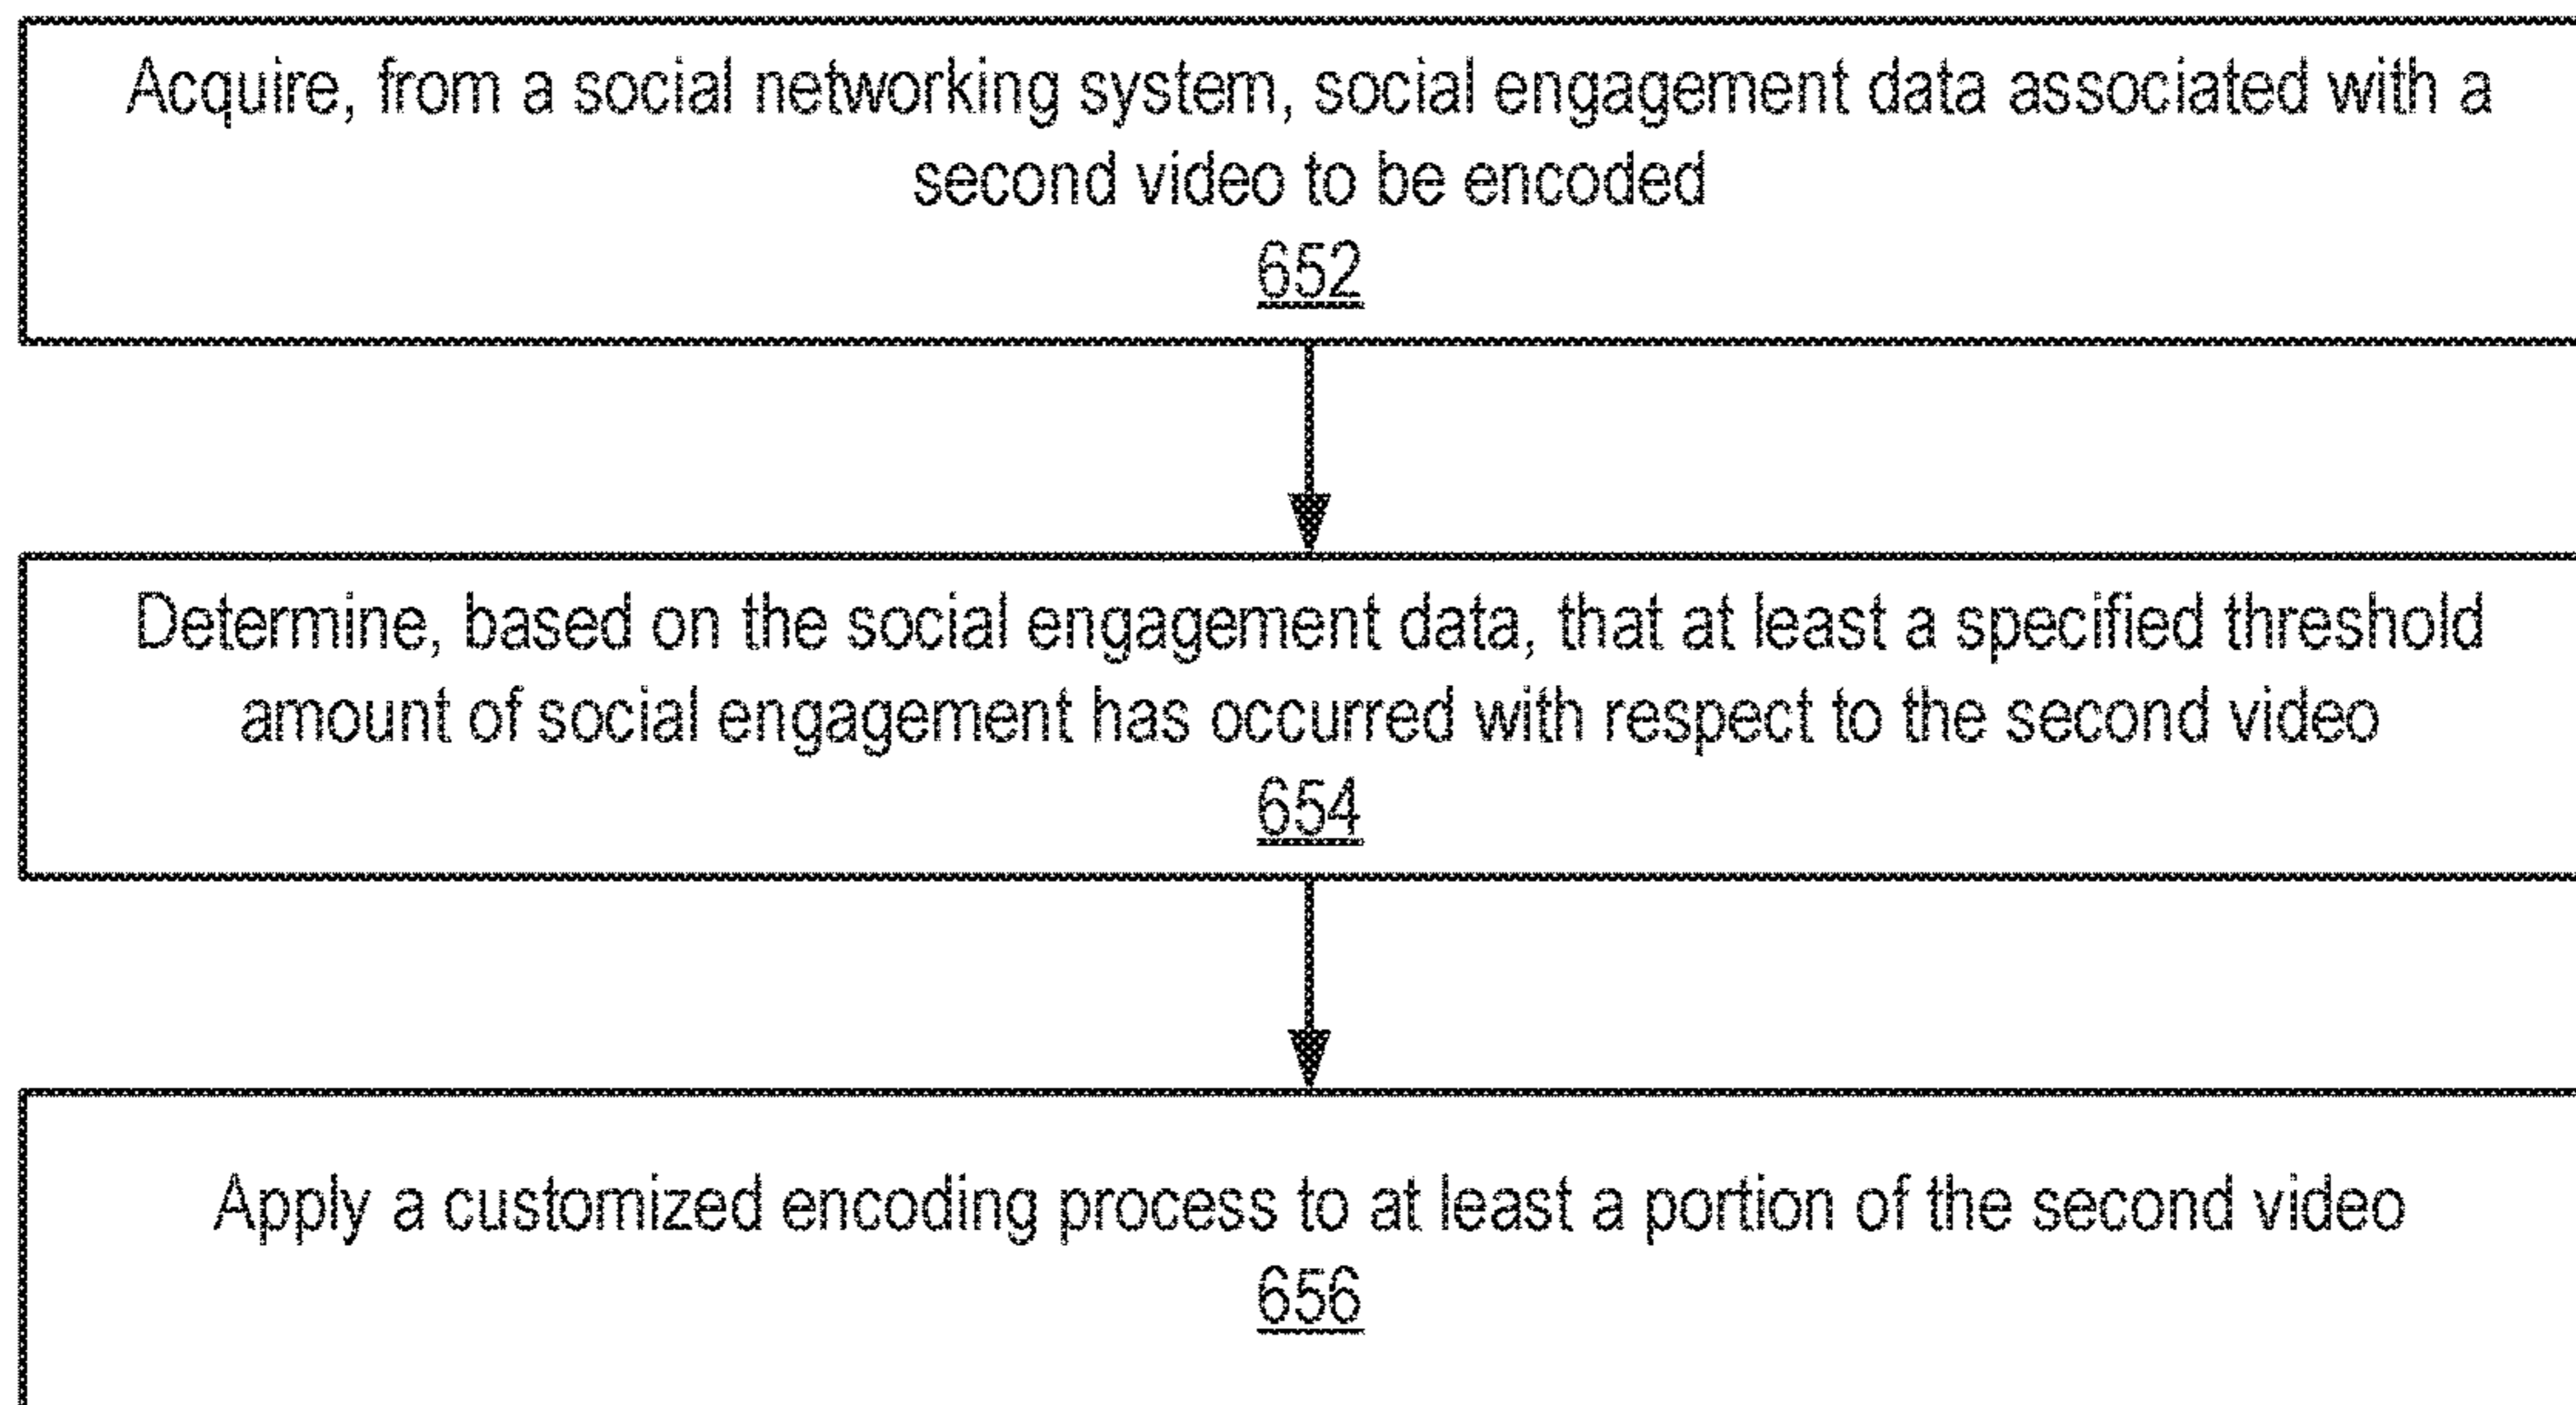 Acquire, from a social networking system, social engagement data associated with a
second video to be encoded
652
Determine, based on the social engagement data, that at least a specified threshold
amount of social engagement has occurred with respect to the second video
654
Apply a customized encoding process to at least a portion of the second video
656